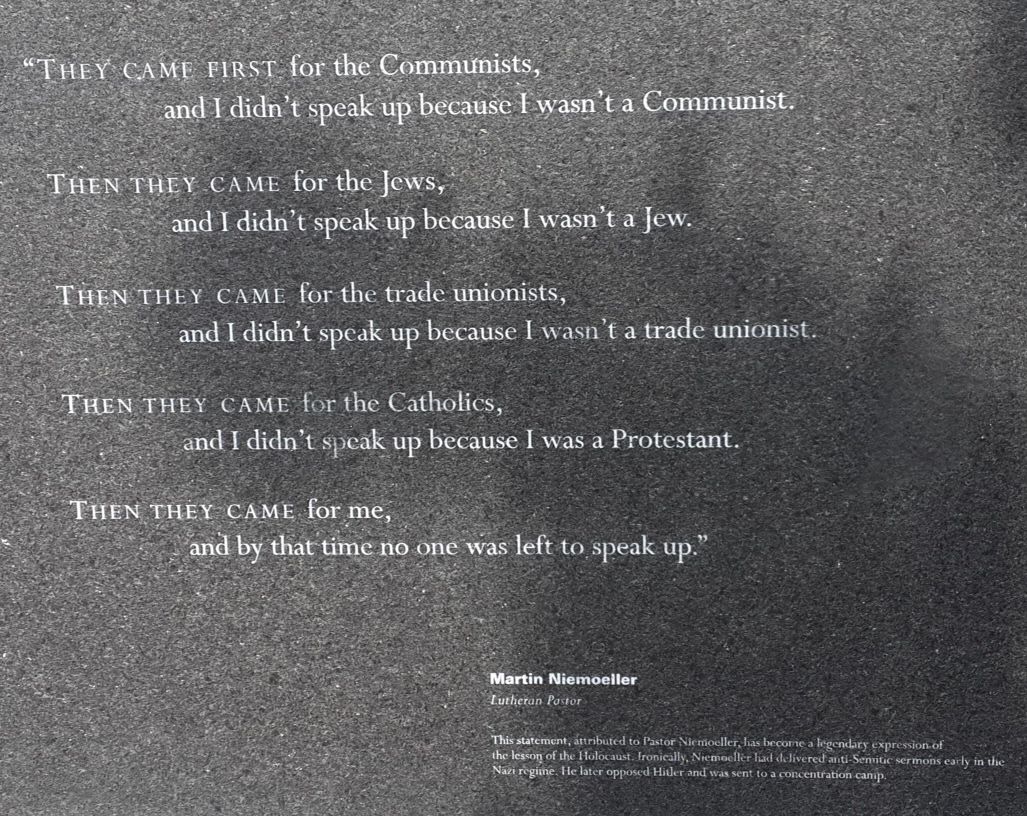 “THEY CAME FIRST for the Communists,
and I didn’t speak up because I wasn’t a Communist.
THEN THEY CAME for the Jews,
and I didn’t speak up because I wasn’t a Jew.
THEN THEY CAME for the trade unionists,
and I didn’t speak up because I wasn’t a trade unionist.
THEN THEY CAME for the Catholics,
and I didn’t speak up because I was a Protestant.
THEN THEY CAME for me,
and by that time no one was left to speak up.”
Martin Niemoeller
Lutheran Pastor
This statement, attributed to Pastor Niemoeller, has become a legendary expression of
the lesson of the Holocaust. Ironically, Niemoeller had delivered anti-Semitic sermons early in the
Nazi regime. He later opposed Hitler and was sent to a concentration camp.